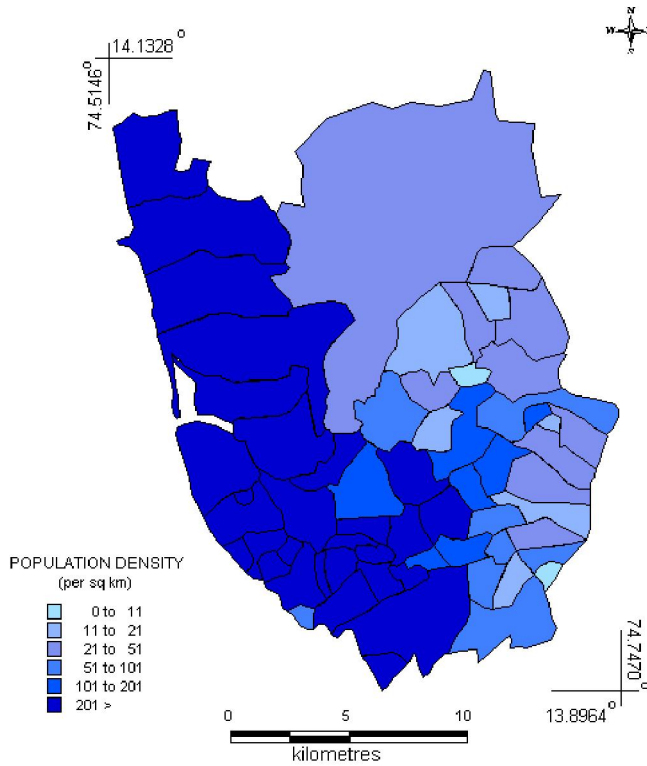 14.1328°
74.5146°
N
W
POPULATION DENSITY
(per sq km)
0 to 11
11 to 21
21 to 51
51 to 101
101 to 201
201 >
0 5 10
kilometres
74.7470°
13.8964°